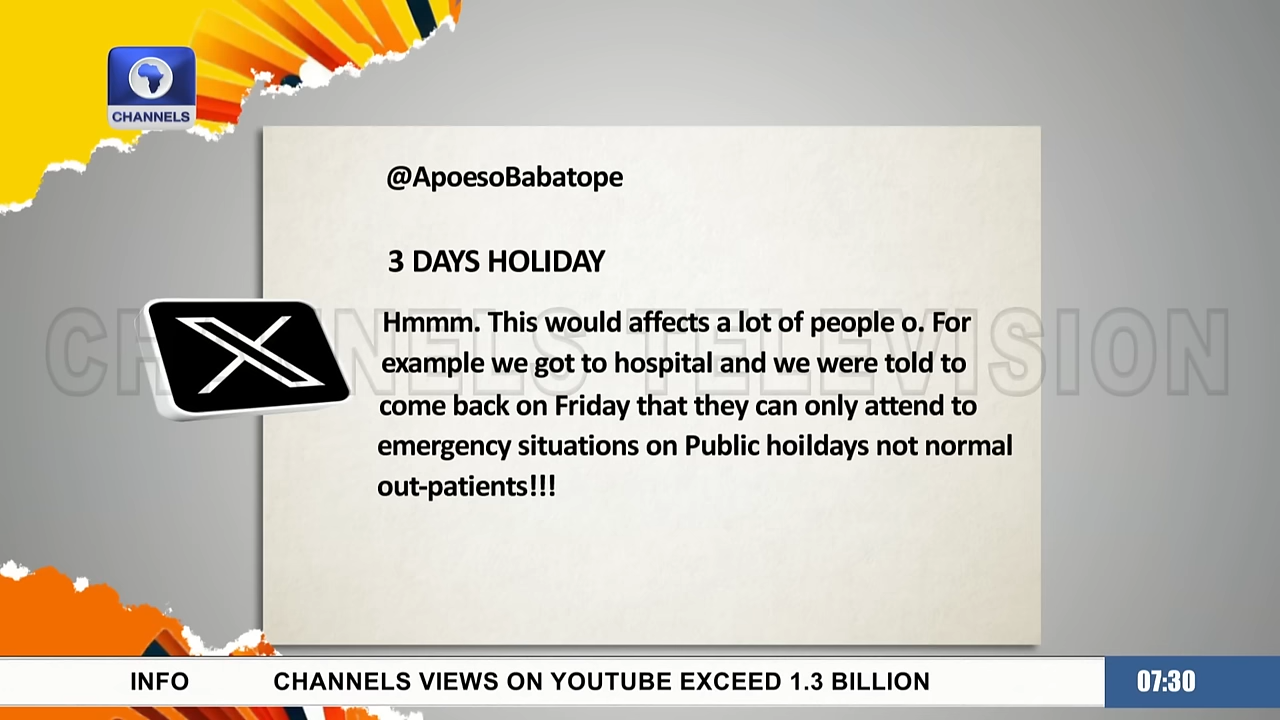 CHANNELS
@ApoesoBabatope
3 DAYS HOLIDAY
CHANNELS TELEVISION
Hmmm. This would affects a lot of people o. For
example we got to hospital and we were told to
come back on Friday that they can only attend to
emergency situations on Public hoildays not normal
out-patients!!!
INFO CHANNELS VIEWS ON YOUTUBE EXCEED 1.3 BILLION 07:30